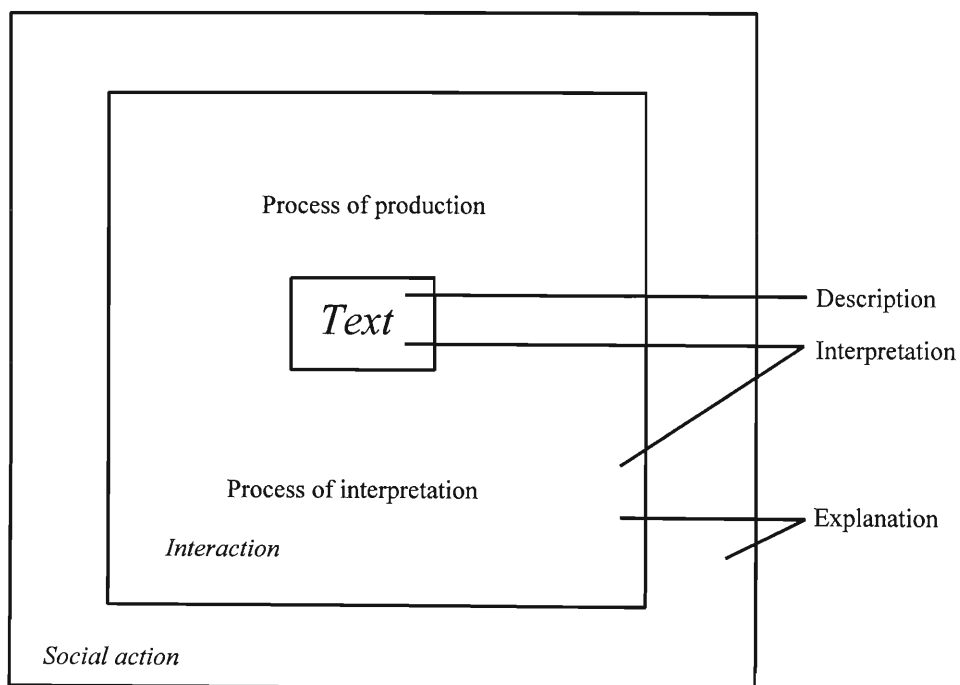 Process of production
Text
Description
Interpretation
Process of interpretation
Explanation
Interaction
Social action